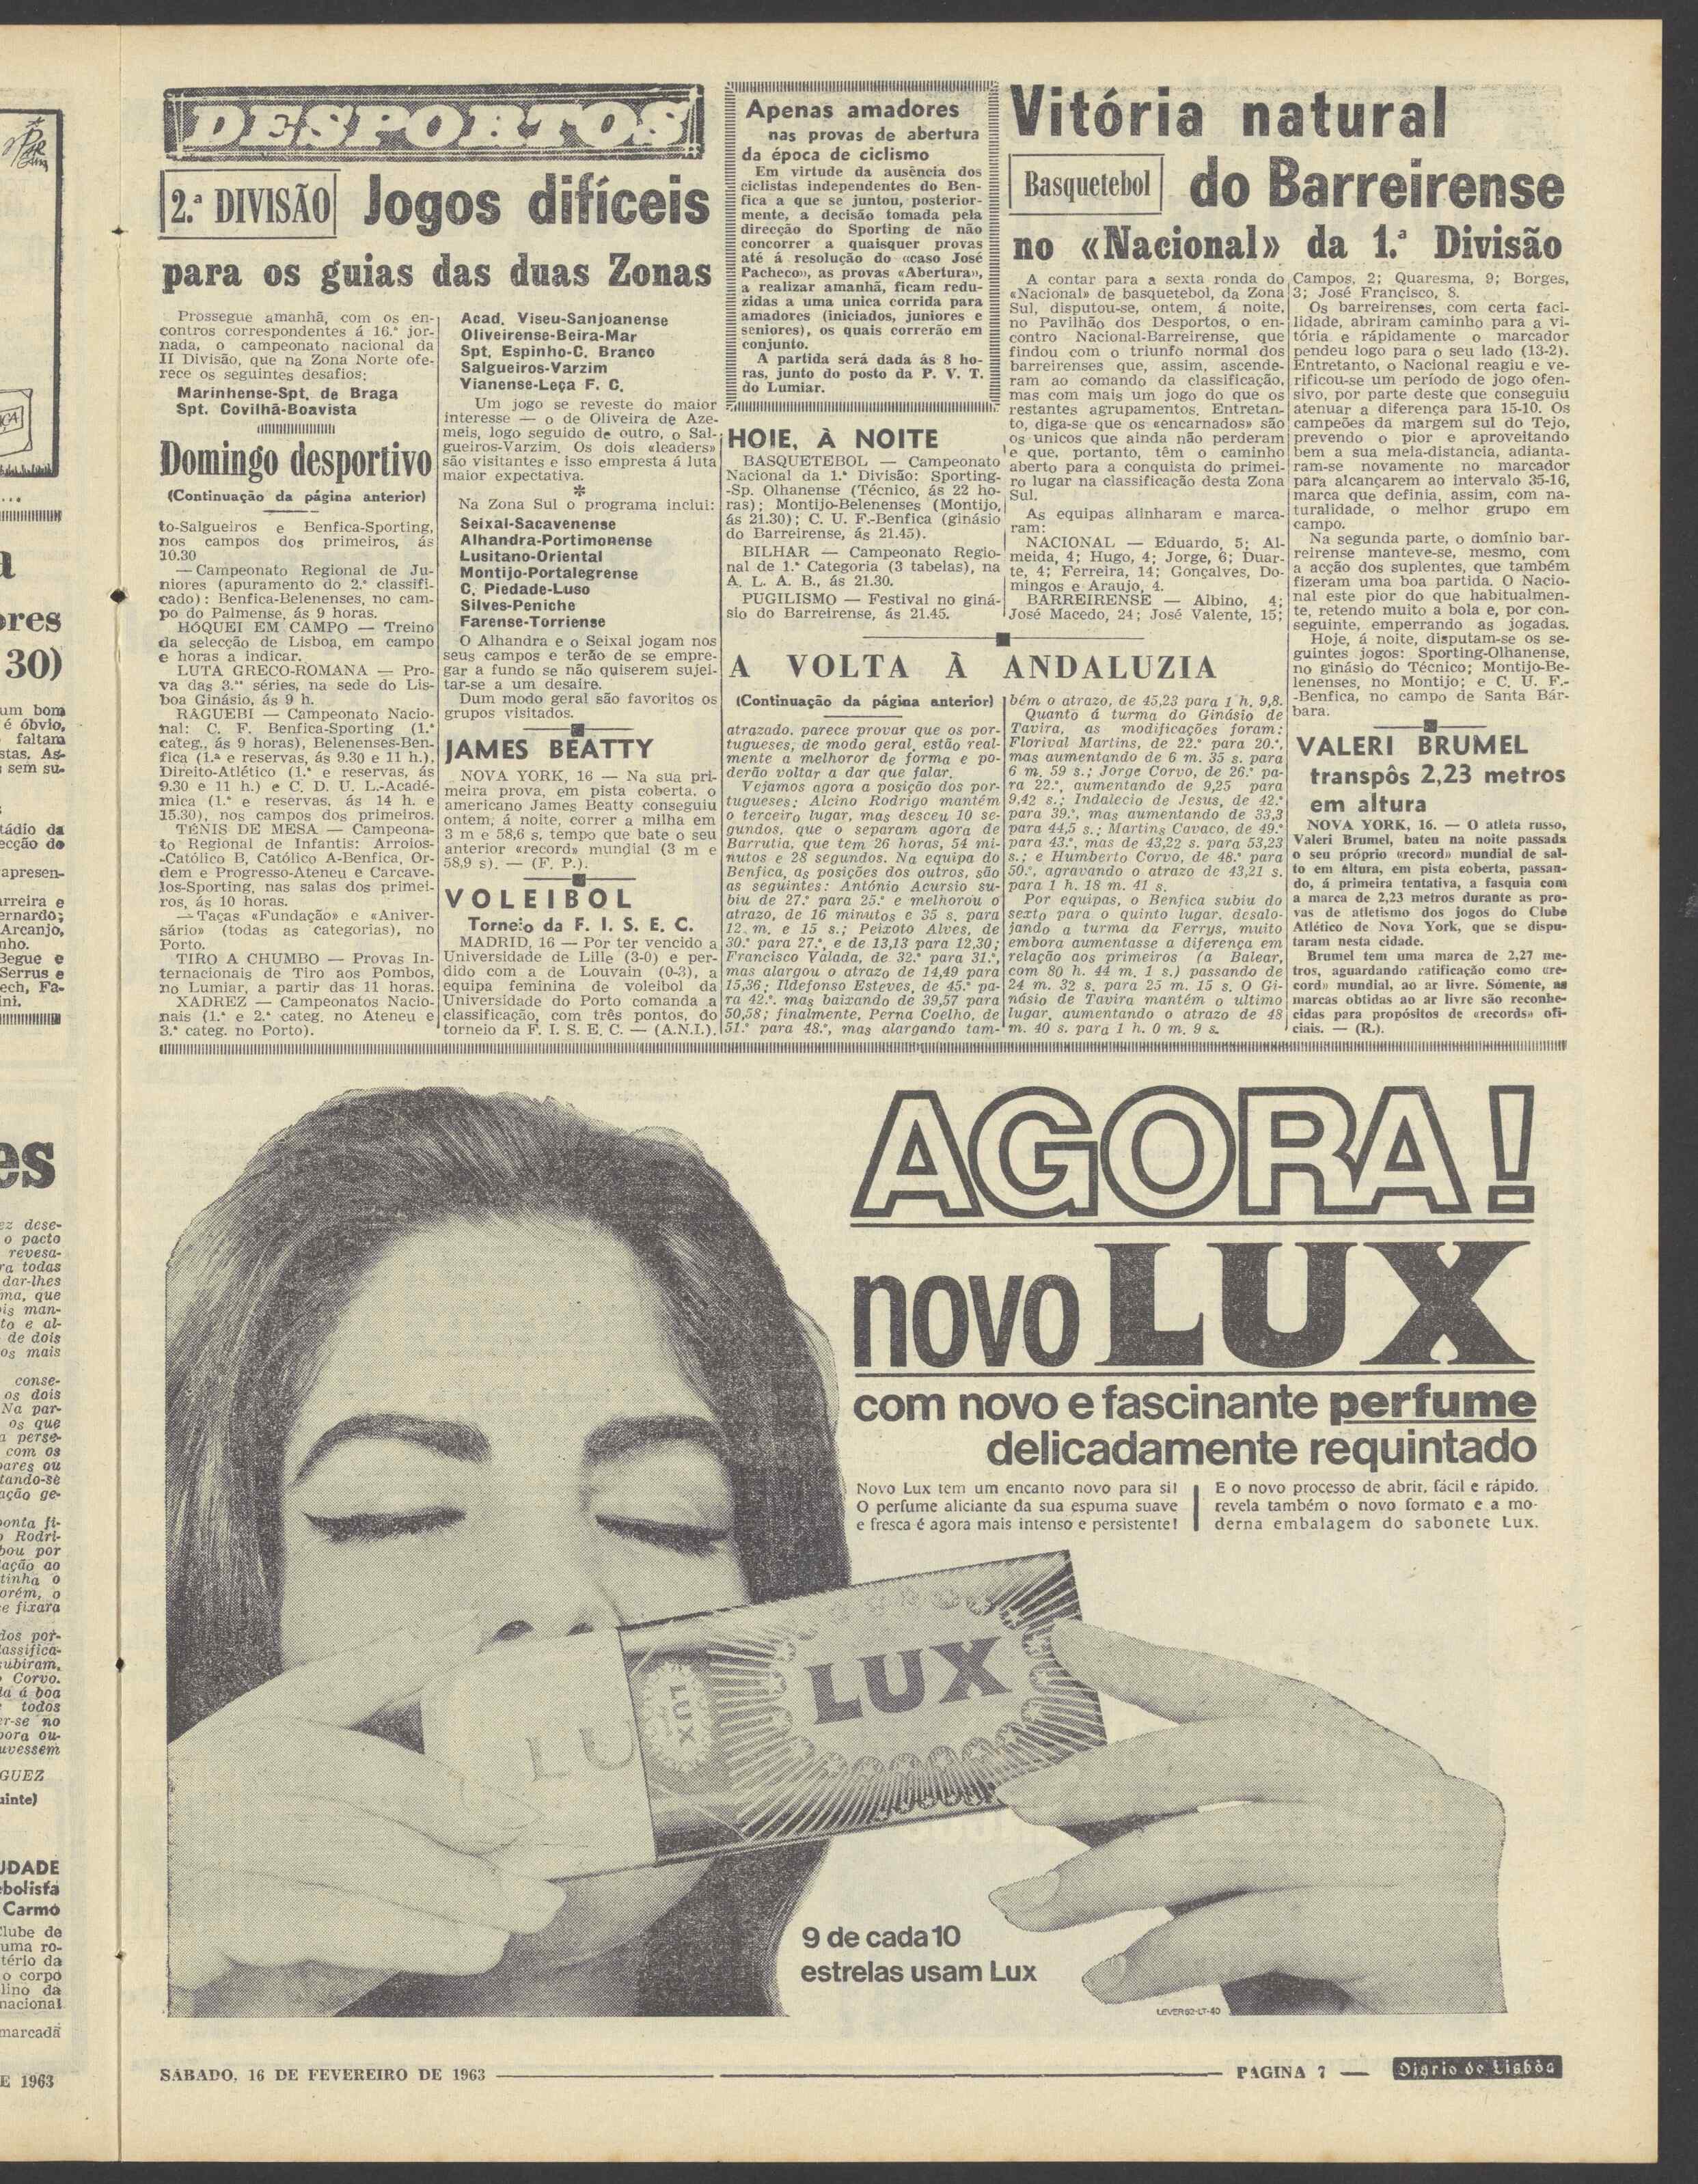 DESPORTOS
2.ª DIVISÃO
Jogos difíceis
para os guias das duas Zonas
Prossegue amanhã, com os en-
contros correspondentes á 16.ª jor-
nada, o campeonato nacional da
II Divisão, que na Zona Norte ofe-
rece os seguintes desafios:
Marinhense-Spt. de Braga
Spt. Covilhã-Boavista
Domingo desportivo
(Continuação da página anterior)
to-Salgueiros e Benfica-Sporting,
nos campos dos primeiros, ás
10.30
— Campeonato Regional de Ju-
niores (apuramento do 2.º classifi-
cado): Benfica-Belenenses, no cam-
po do Palmense, ás 9 horas.
HÓQUEI EM CAMPO — Treino
da selecção de Lisboa, em campo
e horas a indicar.
LUTA GRECO-ROMANA — Pro-
va das 3.ªs séries, na sede do Lis-
boa Ginásio, ás 9 h.
RÂGUEBI — Campeonato Nacio-
nal: C. F. Benfica-Sporting (1.ª
categ., ás 9 horas), Belenenses-Ben-
fica (1.ª e reservas, ás 9.30 e 11 h.),
Direito-Atlético (1.ª e reservas, ás
9.30 e 11 h.) e C. D. U. L.-Acadé-
mica (1.ª e reservas, ás 14 h. e
15.30), nos campos dos primeiros.
TÉNIS DE MESA — Campeona-
to Regional de Infantis: Arroios-
-Católico B, Católico A-Benfica, Or-
dem e Progresso-Ateneu e Carcave-
los-Sporting, nas salas dos primei-
ros, ás 10 horas.
— Taças «Fundação» e «Aniver-
sário» (todas as categorias), no
Porto.
TIRO A CHUMBO — Provas In-
ternacionais de Tiro aos Pombos,
no Lumiar, a partir das 11 horas.
XADREZ — Campeonatos Nacio-
nais (1.ª e 2.ª categ. no Ateneu e
3.ª categ. no Porto).
Acad. Viseu-Sanjoanense
Oliveirense-Beira-Mar
Spt. Espinho-C. Branco
Salgueiros-Varzim
Vianense-Leça F. C.
Um jogo se reveste do maior
interesse — o de Oliveira de Aze-
meis, logo seguido de outro, o Sal-
gueiros-Varzim. Os dois «leaders»
são visitantes e isso empresta á luta
maior expectativa.
*
Na Zona Sul o programa inclui:
Seixal-Sacavenense
Alhandra-Portimonense
Lusitano-Oriental
Montijo-Portalegrense
C. Piedade-Luso
Silves-Peniche
Farense-Torriense
O Alhandra e o Seixal jogam nos
seus campos e terão de se empre-
gar a fundo se não quiserem sujei-
tar-se a um desaire.
Dum modo geral são favoritos os
grupos visitados.
JAMES BEATTY
NOVA YORK, 16 — Na sua pri-
meira prova, em pista coberta, o
americano James Beatty conseguiu
ontem, á noite, correr a milha em
3 m e 58,6 s, tempo que bate o seu
anterior «record» mundial (3 m e
58,9 s). — (F. P.).
VOLEIBOL
Torneio da F. I. S. E. C.
MADRID, 16 — Por ter vencido a
Universidade de Lille (3-0) e per-
dido com a de Louvain (0-3), a
equipa feminina de voleibol da
Universidade do Porto comanda a
classificação, com três pontos, do
torneio da F. I. S. E. C. — (A.N.I.).
Apenas amadores
nas provas de abertura
da época de ciclismo
Em virtude da ausência dos
ciclistas independentes do Ben-
fica a que se juntou, posterior-
mente, a decisão tomada pela
direcção do Sporting de não
concorrer a quaisquer provas
até á resolução do «caso José
Pacheco», as provas «Abertura»,
a realizar amanhã, ficam redu-
zidas a uma unica corrida para
amadores (iniciados, juniores e
seniores), os quais correrão em
conjunto.
A partida será dada ás 8 ho-
ras, junto do posto da P. V. T.
do Lumiar.
HOJE, À NOITE
BASQUETEBOL — Campeonato
Nacional da 1.ª Divisão: Sporting-
-Sp. Olhanense (Técnico, ás 22 ho-
ras); Montijo-Belenenses (Montijo,
ás 21.30); C. U. F.-Benfica (ginásio
do Barreirense, ás 21.45).
BILHAR — Campeonato Regio-
nal de 1.ª Categoria (3 tabelas), na
A. L. A. B., ás 21.30.
PUGILISMO — Festival no giná-
sio do Barreirense, ás 21.45.
Vitória natural
Basquetebol
do Barreirense
no «Nacional» da 1.ª Divisão
A contar para a sexta ronda do
«Nacional» de basquetebol, da Zona
Sul, disputou-se, ontem, á noite,
no Pavilhão dos Desportos, o en-
contro Nacional-Barreirense, que
findou com o triunfo normal dos
barreirenses que, assim, ascende-
ram ao comando da classificação,
mas com mais um jogo do que os
restantes agrupamentos. Entretan-
to, diga-se que os «encarnados» são
os unicos que ainda não perderam
e que, portanto, têm o caminho
aberto para a conquista do primei-
ro lugar na classificação desta Zona
Sul.
As equipas alinharam e marca-
ram:
NACIONAL — Eduardo, 5; Al-
meida, 4; Hugo, 4; Jorge, 6; Duar-
te, 4; Ferreira, 14; Gonçalves, Do-
mingos e Araujo, 4.
BARREIRENSE — Albino, 4;
José Macedo, 24; José Valente, 15;
Campos, 2; Quaresma, 9; Borges,
3; José Francisco, 8.
Os barreirenses, com certa faci-
lidade, abriram caminho para a vi-
tória e rápidamente o marcador
pendeu logo para o seu lado (13-2).
Entretanto, o Nacional reagiu e ve-
rificou-se um período de jogo ofen-
sivo, por parte deste que conseguiu
atenuar a diferença para 15-10. Os
campeões da margem sul do Tejo,
prevendo o pior e aproveitando
bem a sua meia-distancia, adianta-
ram-se novamente no marcador
para alcançarem ao intervalo 35-16,
marca que definia, assim, com na-
turalidade, o melhor grupo em
campo.
Na segunda parte, o domínio bar-
reirense manteve-se, mesmo, com
a acção dos suplentes, que também
fizeram uma boa partida. O Nacio-
nal este pior do que habitualmen-
te, retendo muito a bola e, por con-
seguinte, emperrando as jogadas.
Hoje, á noite, disputam-se os se-
guintes jogos: Sporting-Olhanense,
no ginásio do Técnico; Montijo-Be-
lenenses, no Montijo; e C. U. F.-
-Benfica, no campo de Santa Bár-
bara.
A VOLTA À ANDALUZIA
(Continuação da página anterior)
atrazado, parece provar que os por-
tugueses, de modo geral, estão real-
mente a melhoror de forma e po-
derão voltar a dar que falar.
Vejamos agora a posição dos por-
tugueses: Alcino Rodrigo mantém
o terceiro lugar, mas desceu 10 se-
gundos, que o separam agora de
Barrutia, que tem 26 horas, 54 mi-
nutos e 28 segundos. Na equipa do
Benfica, as posições dos outros, são
as seguintes: António Acursio su-
biu de 27.º para 25.º e melhorou o
atrazo, de 16 minutos e 35 s. para
12 m. e 15 s.; Peixoto Alves, de
30.º para 27.º, e de 13,13 para 12,30;
Francisco Valada, de 32.º para 31.º,
mas alargou o atrazo de 14,49 para
15,36; Ildefonso Esteves, de 45.º pa-
ra 42.º, mas baixando de 39,57 para
50,58; finalmente, Perna Coelho, de
51.º para 48.º, mas alargando tam-
bém o atrazo, de 45,23 para 1 h. 9,8.
Quanto á turma do Ginásio de
Tavira, as modificações foram:
Florival Martins, de 22.º para 20.º,
mas aumentando de 6 m. 35 s. para
6 m. 59 s.; Jorge Corvo, de 26.º pa-
ra 22.º, aumentando de 9,25 para
9,42 s.; Indalecio de Jesus, de 42.º
para 39.º, mas aumentando de 33,3
para 44,5 s.; Martins Cavaco, de 49.º
para 43.º, mas de 43,22 s. para 53,23
s.; e Humberto Corvo, de 48.º para
50.º, agravando o atrazo de 43,21 s.
para 1 h. 18 m. 41 s.
Por equipas, o Benfica subiu do
sexto para o quinto lugar, desalo-
jando a turma da Ferrys, muito
embora aumentasse a diferença em
relação aos primeiros (a Balear,
com 80 h. 44 m. 1 s.) passando de
24 m. 32 s. para 25 m. 15 s. O Gi-
násio de Tavira mantém o ultimo
lugar, aumentando o atrazo de 48
m. 40 s. para 1 h. 0 m. 9 s.
VALERI BRUMEL
transpôs 2,23 metros
em altura
NOVA YORK, 16. — O atleta russo,
Valeri Brumel, bateu na noite passada
o seu próprio «record» mundial de sal-
to em altura, em pista coberta, passan-
do, á primeira tentativa, a fasquia com
a marca de 2,23 metros durante as pro-
vas de atletismo dos jogos do Clube
Atlético de Nova York, que se dispu-
taram nesta cidade.
Brumel tem uma marca de 2,27 me-
tros, aguardando ratificação como «re-
cord» mundial, ao ar livre. Sómente, as
marcas obtidas ao ar livre são reconhe-
cidas para propósitos de «records» ofi-
ciais. — (R.).
AGORA!
novo LUX
com novo e fascinante perfume
delicadamente requintado
Novo Lux tem um encanto novo para si!
O perfume aliciante da sua espuma suave
e fresca é agora mais intenso e persistente!
E o novo processo de abrir, fácil e rápido,
revela também o novo formato e a mo-
derna embalagem do sabonete Lux.
LUX
LUX
LU
9 de cada 10
estrelas usam Lux
LEVER 62-LT-40
SÁBADO, 16 DE FEVEREIRO DE 1963
PAGINA 7 —
Diário de Lisbôa